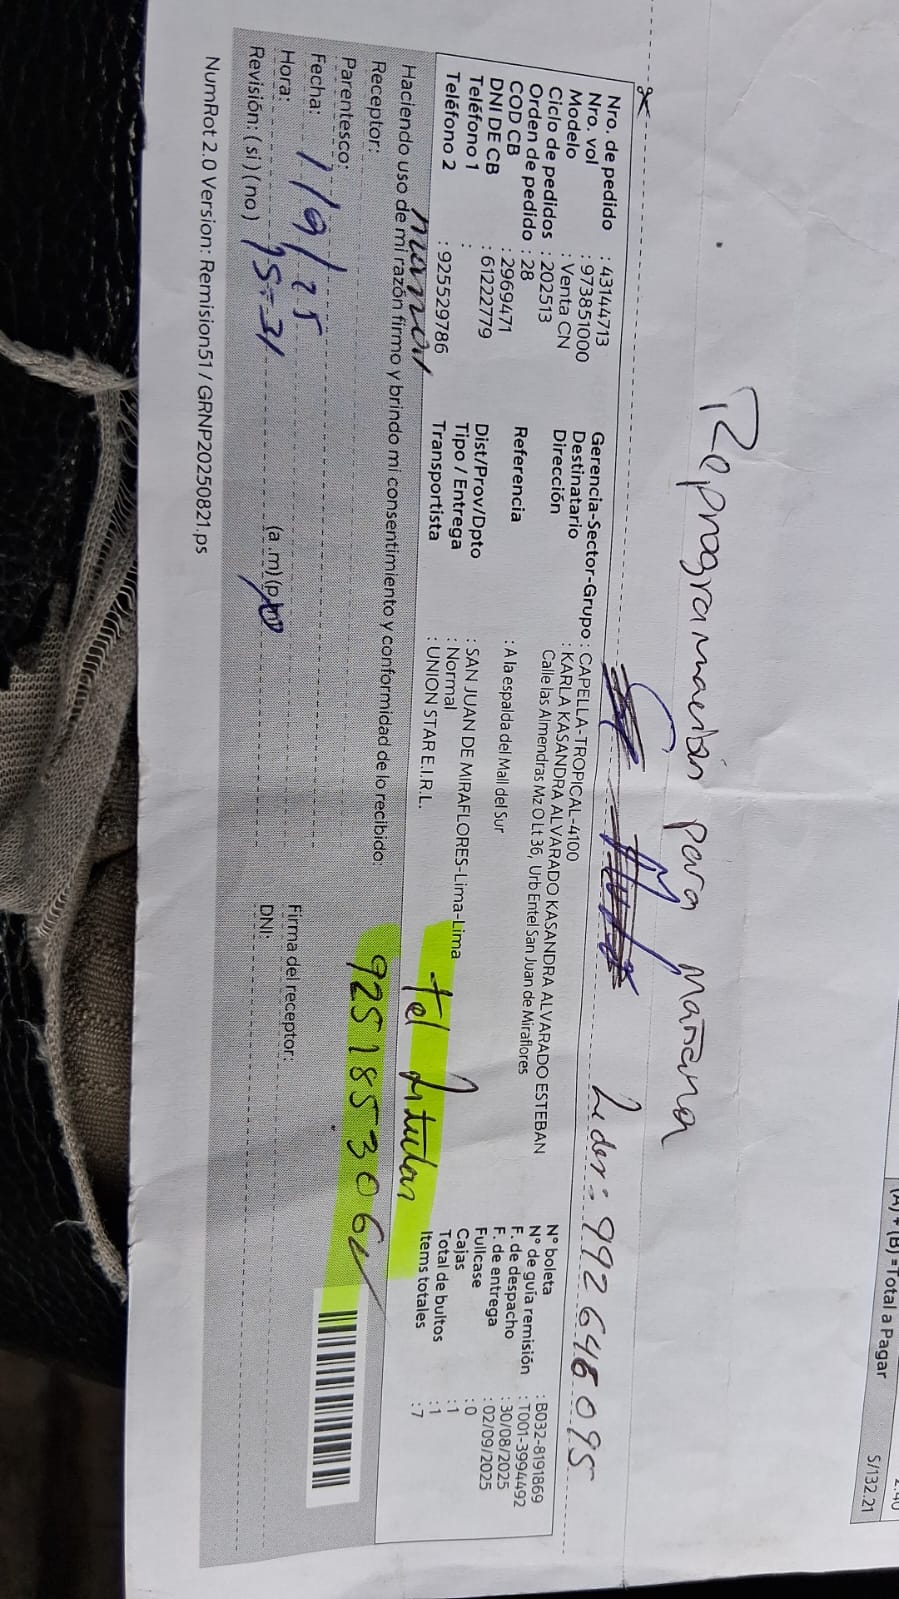 (A) + (B) = Total a Pagar S/132.21
Reprogramación para mañana
Lider: 992646095
Nro. de pedido : 43144713
Nro. vol : 973851000
Modelo : Venta CN
Ciclo de pedidos : 202513
Orden de pedido : 28
COD CB : 2969471
DNI DE CB : 61222779
Teléfono 1 :
Teléfono 2 : 925529786
Gerencia-Sector-Grupo : CAPELLA-TROPICAL-4100
Destinatario : KARLA KASANDRA ALVARADO KASANDRA ALVARADO ESTEBAN
Dirección Calle las Almendras Mz O Lt 36, Urb Entel San Juan de Miraflores
Referencia : A la espalda del Mall del Sur
Dist/Prov/Dpto : SAN JUAN DE MIRAFLORES-Lima-Lima
Tipo / Entrega : Normal
Transportista : UNION STAR E.I.R.L.
N° boleta : B032-8191869
N° de guía remisión : T001-3994492
F. de despacho : 30/08/2025
F. de entrega : 02/09/2025
Fullcase : 0
Cajas : 1
Total de bultos : 1
Items totales : 7
Haciendo uso de mi razón firmo y brindo mi consentimiento y conformidad de lo recibido:
tel titular
925185306
Receptor:
Parentesco:
Fecha: 1/9/25
Hora: 15:31 (a.m) (p.m)
Revisión: (si) (no)
Firma del receptor:
DNI:
NumRot 2.0 Version: Remision51 / GRNP20250821.ps